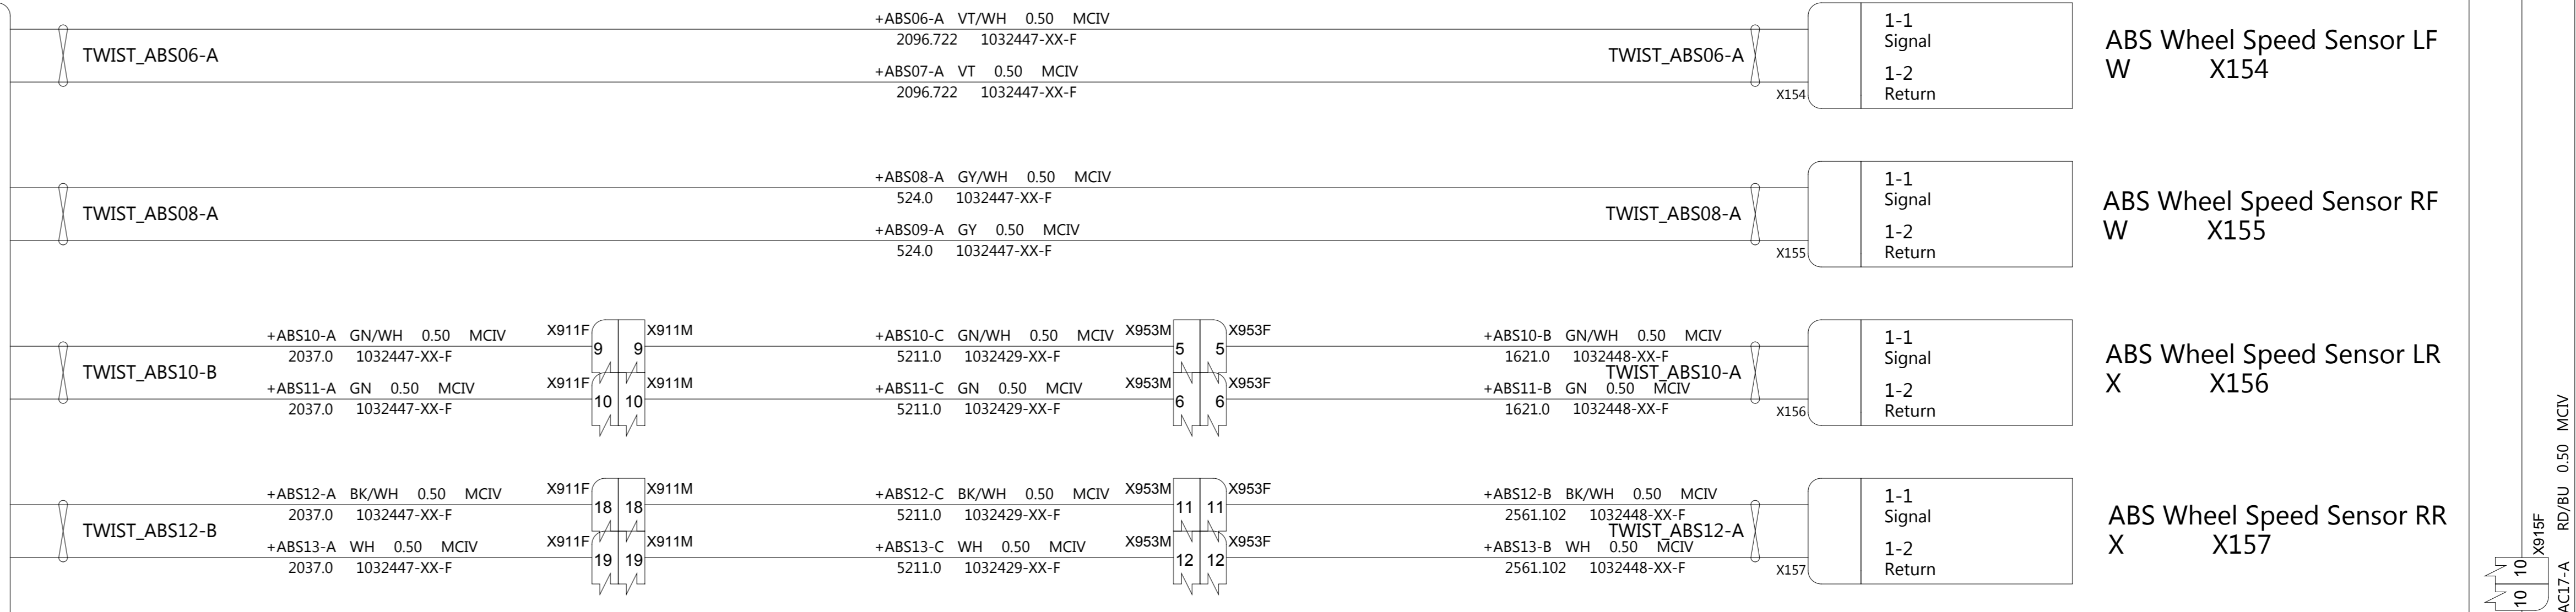 +ABS06-A VT/WH 0.50 MCIV
2096.722 1032447-XX-F
TWIST_ABS06-A
TWIST_ABS06-A
+ABS07-A VT 0.50 MCIV
2096.722 1032447-XX-F
X154
1-1
Signal
1-2
Return
ABS Wheel Speed Sensor LF
W X154
+ABS08-A GY/WH 0.50 MCIV
524.0 1032447-XX-F
TWIST_ABS08-A
TWIST_ABS08-A
+ABS09-A GY 0.50 MCIV
524.0 1032447-XX-F
X155
1-1
Signal
1-2
Return
ABS Wheel Speed Sensor RF
W X155
+ABS10-A GN/WH 0.50 MCIV
2037.0 1032447-XX-F
X911F 9 9 X911M
+ABS10-C GN/WH 0.50 MCIV
5211.0 1032429-XX-F
X953M 5 5 X953F
+ABS10-B GN/WH 0.50 MCIV
1621.0 1032448-XX-F
TWIST_ABS10-B
TWIST_ABS10-A
+ABS11-A GN 0.50 MCIV
2037.0 1032447-XX-F
X911F 10 10 X911M
+ABS11-C GN 0.50 MCIV
5211.0 1032429-XX-F
X953M 6 6 X953F
+ABS11-B GN 0.50 MCIV
1621.0 1032448-XX-F
X156
1-1
Signal
1-2
Return
ABS Wheel Speed Sensor LR
X X156
+ABS12-A BK/WH 0.50 MCIV
2037.0 1032447-XX-F
X911F 18 18 X911M
+ABS12-C BK/WH 0.50 MCIV
5211.0 1032429-XX-F
X953M 11 11 X953F
+ABS12-B BK/WH 0.50 MCIV
2561.102 1032448-XX-F
TWIST_ABS12-B
TWIST_ABS12-A
+ABS13-A WH 0.50 MCIV
2037.0 1032447-XX-F
X911F 19 19 X911M
+ABS13-C WH 0.50 MCIV
5211.0 1032429-XX-F
X953M 12 12 X953F
+ABS13-B WH 0.50 MCIV
2561.102 1032448-XX-F
X157
1-1
Signal
1-2
Return
ABS Wheel Speed Sensor RR
X X157
10 10
X915F
AC17-A RD/BU 0.50 MCIV